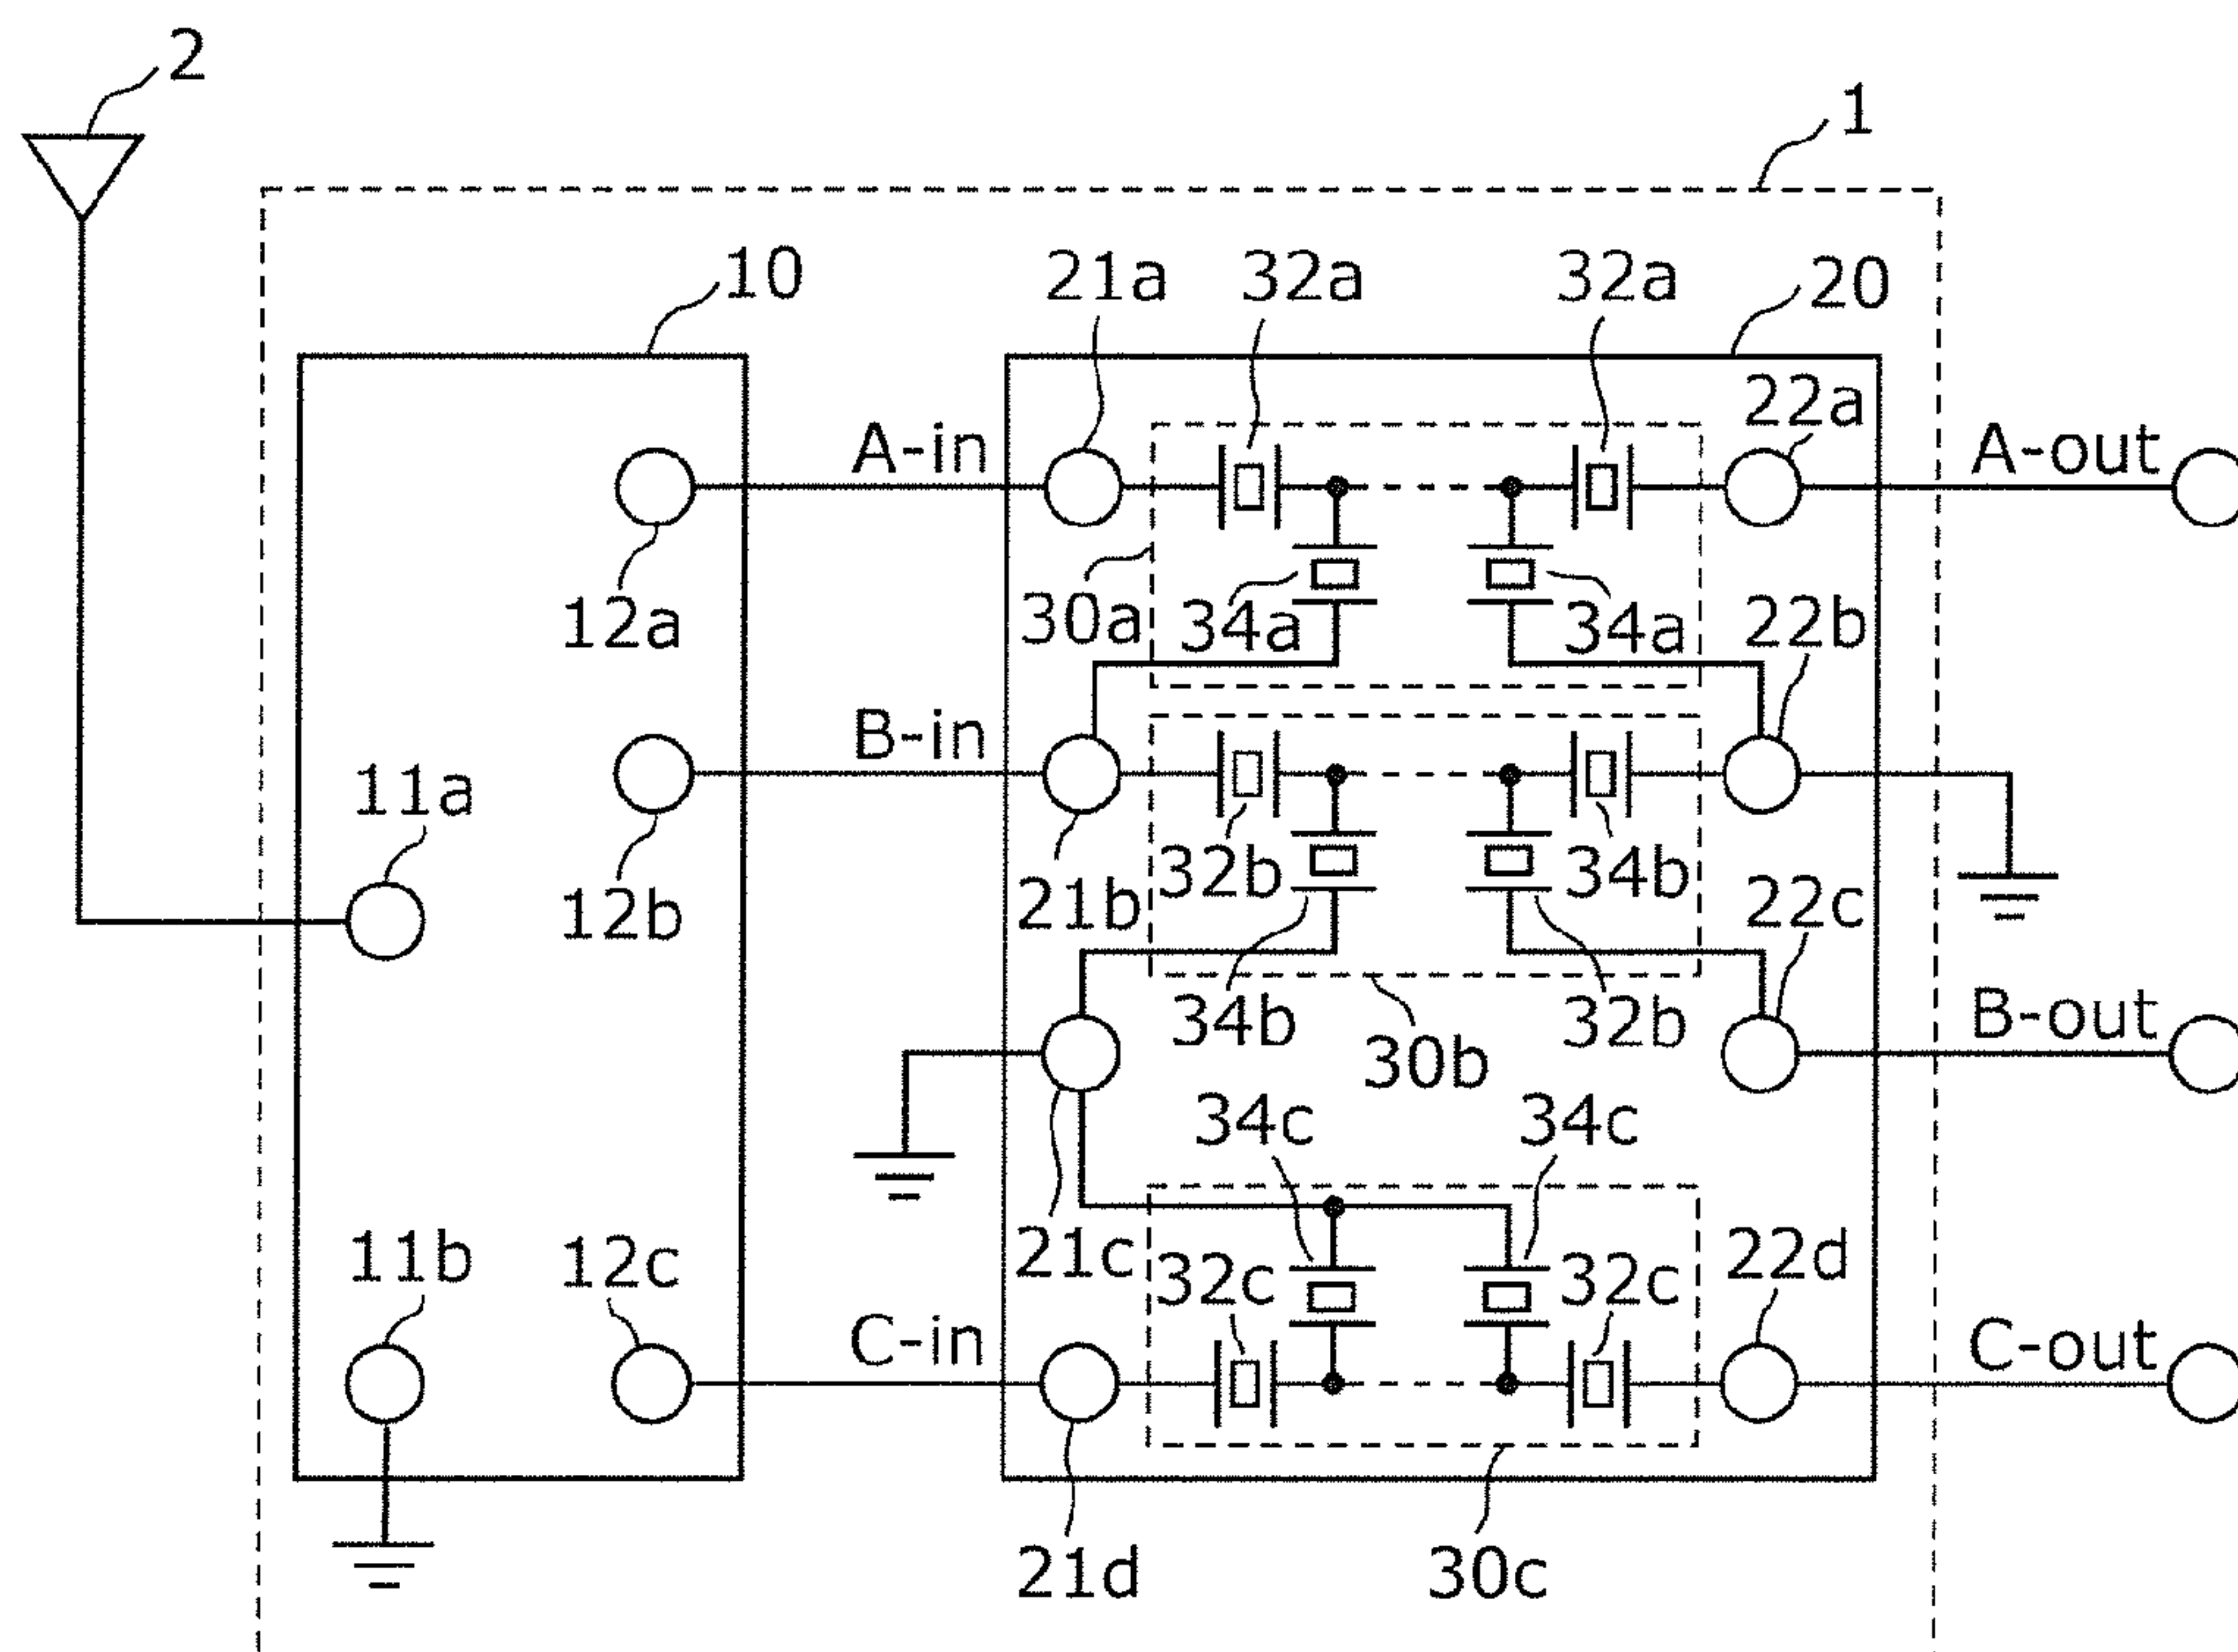 2
1
10
21a
32a
32a
20
22a
A-in
A-out
12a
30a
34a
34a
22b
B-in
11a
12b
21b
32b
34b
22c
34b
32b
30b
B-out
34c
34c
11b
12c
21c
32c
32c
22d
C-in
C-out
21d
30c